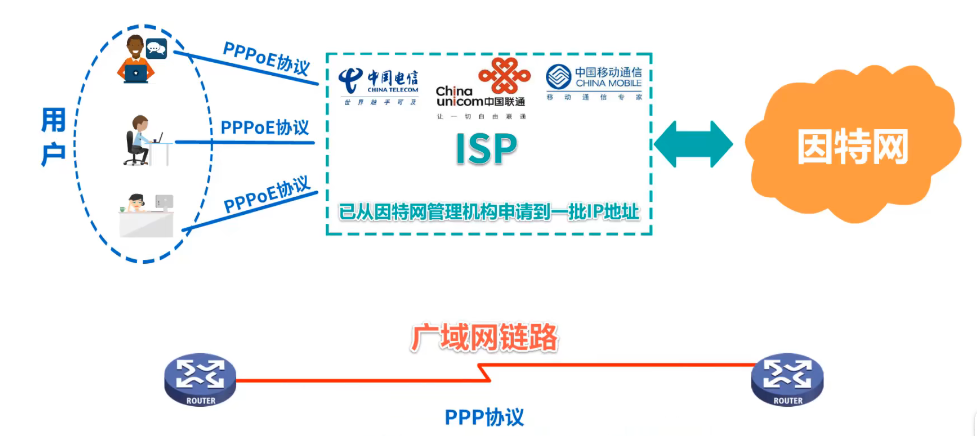 用户
PPPoE协议
PPPoE协议
PPPoE协议
中国电信
CHINA TELECOM
世界触手可及
China
unicom中国联通
让一切自由连通
中国移动通信
CHINA MOBILE
移动通信专家
ISP
已从因特网管理机构申请到一批IP地址
因特网
广域网链路
ROUTER
ROUTER
PPP协议